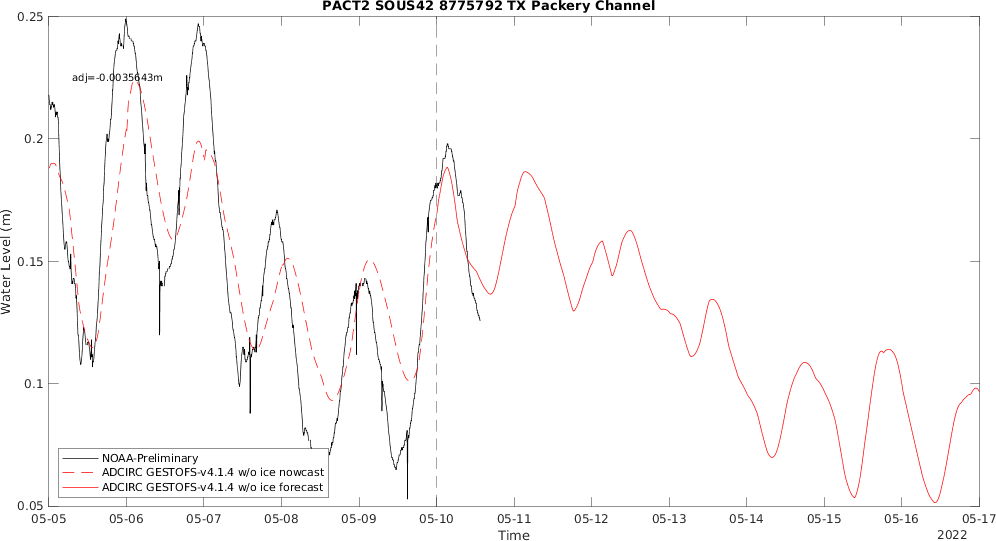 PACT2 SOUS42 8775792 TX Packery Channel
0.25
adj=-0.0035643m
0.2
Water Level (m)
0.15
0.1
NOAA-Preliminary
ADCIRC GESTOFS-v4.1.4 w/o ice nowcast
ADCIRC GESTOFS-v4.1.4 w/o ice forecast
0.05
05-05 05-06 05-07 05-08 05-09 05-10 05-11 05-12 05-13 05-14 05-15 05-16 05-17
Time
2022